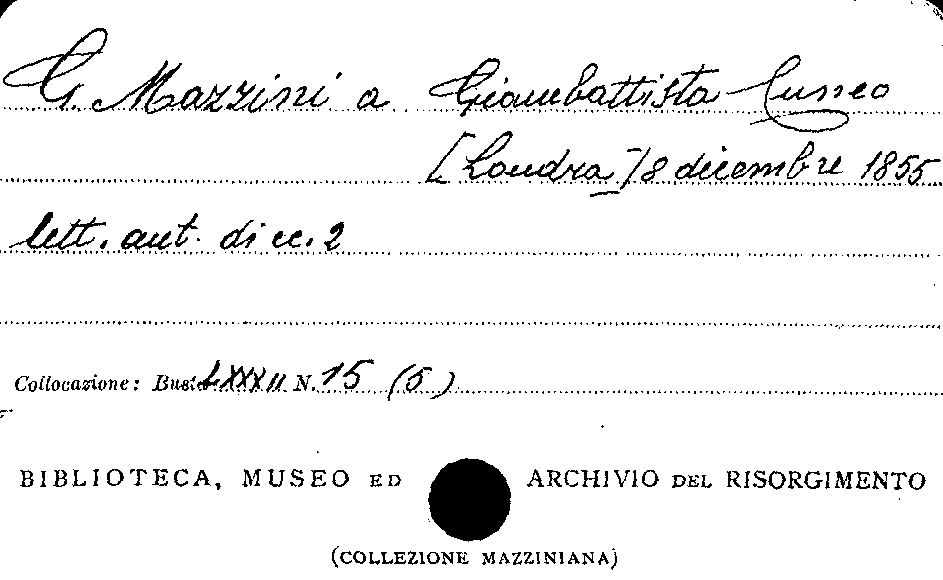 G. Mazzini a Giambattista Cuneo
[Londra] 8 dicembre 1855
lett. aut. di cc. 2
Collocazione: Busta LXXXII N. 15 (5)
BIBLIOTECA, MUSEO ED ARCHIVIO DEL RISORGIMENTO
(COLLEZIONE MAZZINIANA)